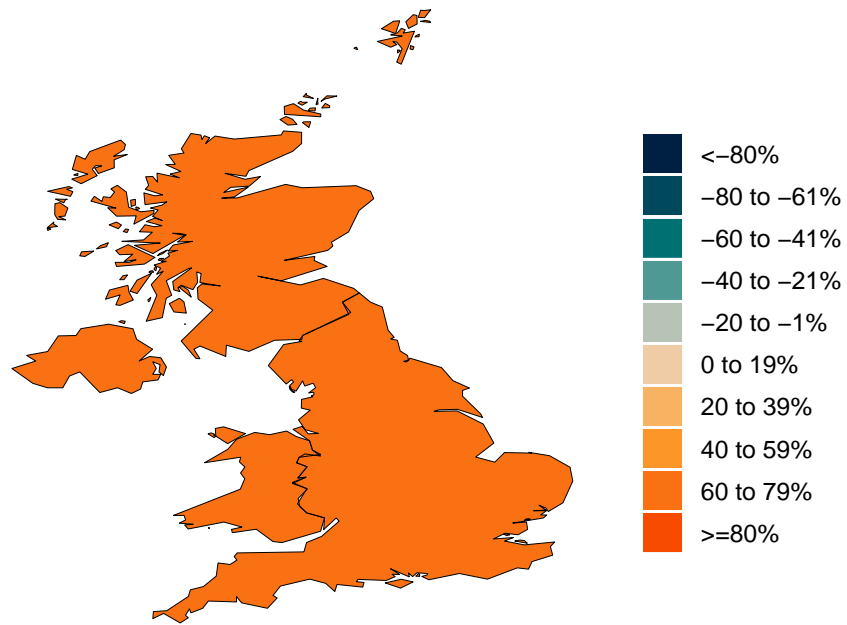 <−80%
−80 to −61%
−60 to −41%
−40 to −21%
−20 to −1%
0 to 19%
20 to 39%
40 to 59%
60 to 79%
>=80%